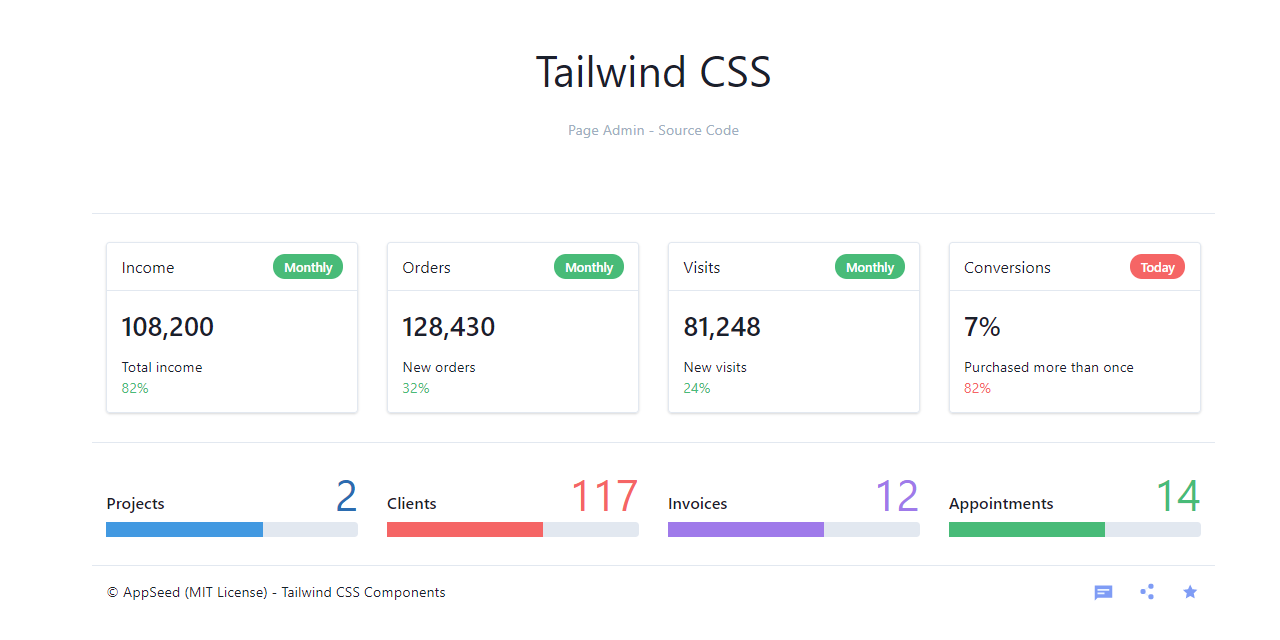 Tailwind CSS
Page Admin - Source Code
Income Monthly
108,200
Total income
82%
Orders Monthly
128,430
New orders
32%
Visits Monthly
81,248
New visits
24%
Conversions Today
7%
Purchased more than once
82%
Projects 2
Clients 117
Invoices 12
Appointments 14
© AppSeed (MIT License) - Tailwind CSS Components